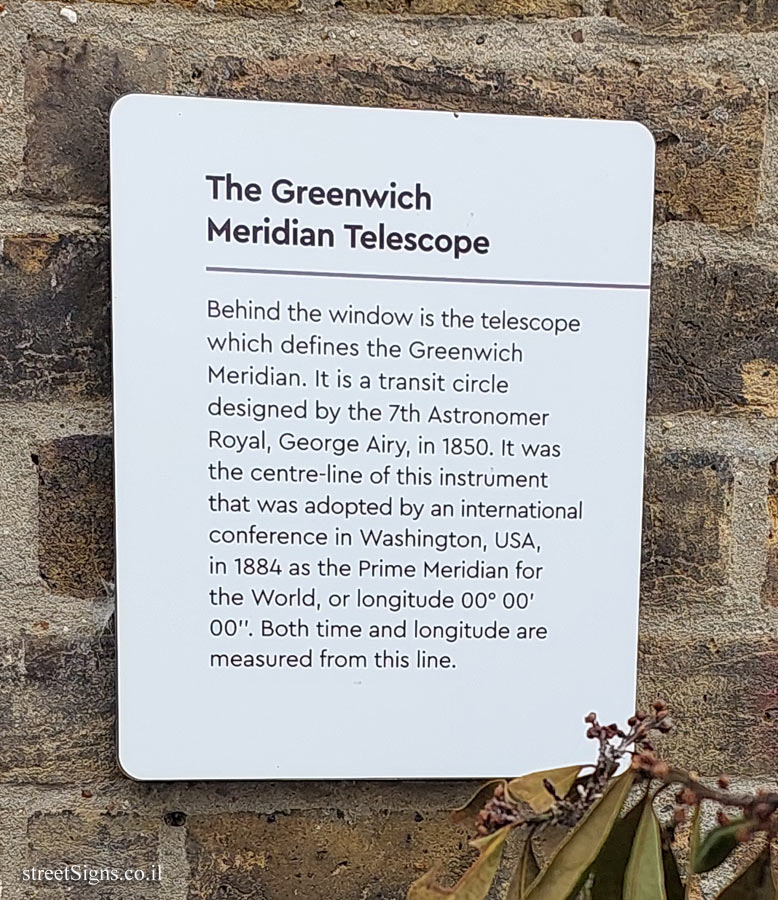 The Greenwich
Meridian Telescope
Behind the window is the telescope
which defines the Greenwich
Meridian. It is a transit circle
designed by the 7th Astronomer
Royal, George Airy, in 1850. It was
the centre-line of this instrument
that was adopted by an international
conference in Washington, USA,
in 1884 as the Prime Meridian for
the World, or longitude 00° 00'
00''. Both time and longitude are
measured from this line.
streetSigns.co.il